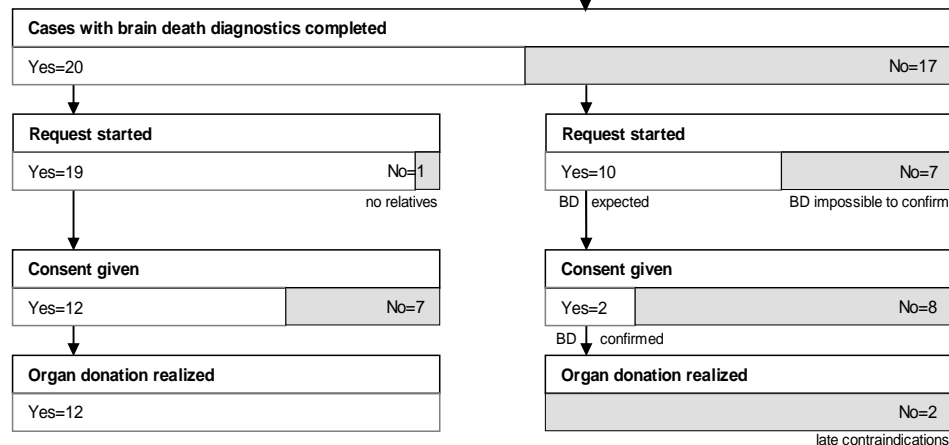 Cases with brain death diagnostics completed
Yes=20 No=17
Request started Request started
Yes=19 No=1 Yes=10 No=7
no relatives BD expected BD impossible to confirm
Consent given Consent given
Yes=12 No=7 Yes=2 No=8
BD confirmed
Organ donation realized Organ donation realized
Yes=12 No=2
late contraindications